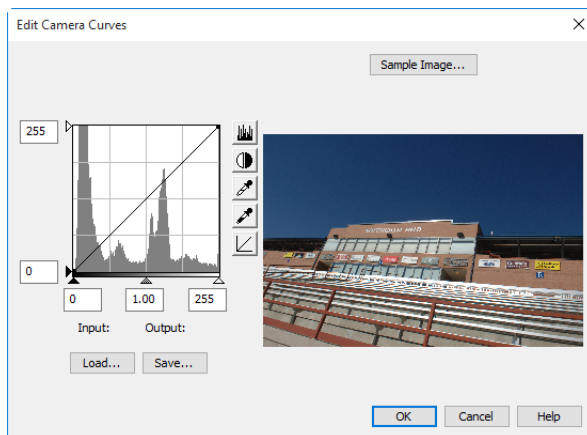 Edit Camera Curves
Sample Image...
255
0
0 1.00 255
Input: Output:
Load... Save...
OK Cancel Help